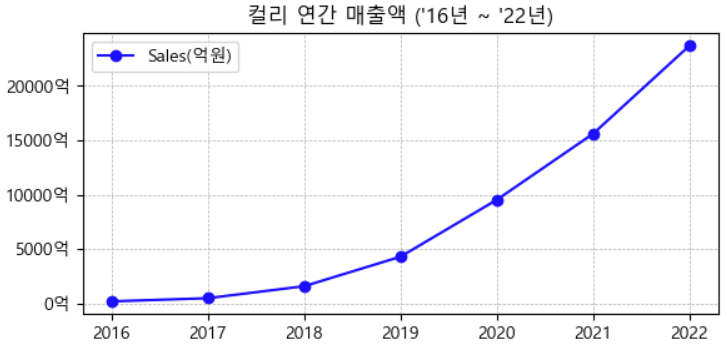 컬리 연간 매출액 ('16년 ~ '22년)
Sales(억원)
20000억
15000억
10000억
5000억
0억
2016 2017 2018 2019 2020 2021 2022